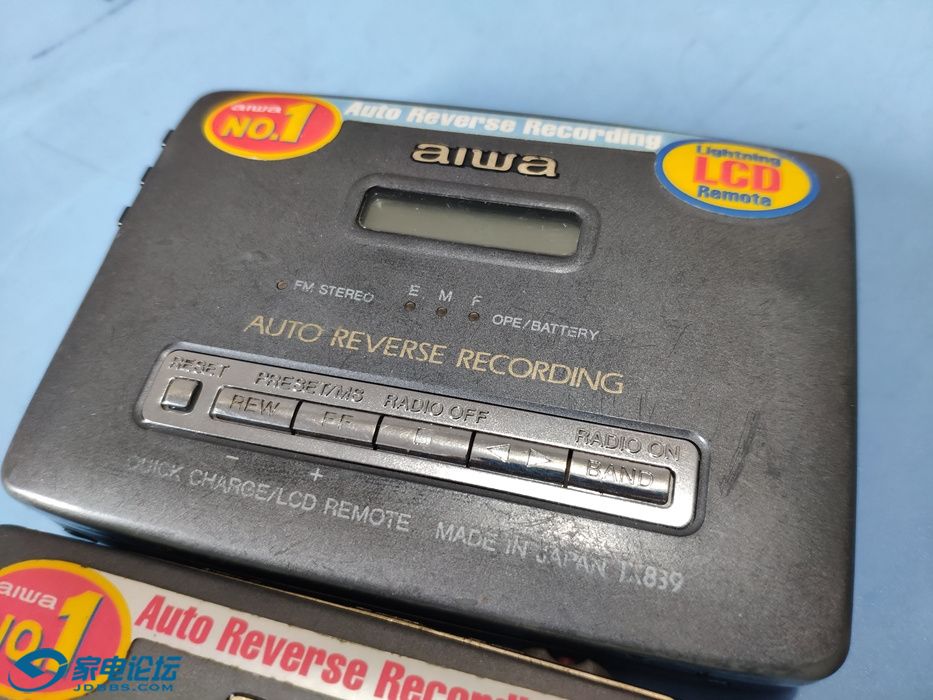 aiwa
NO.1
Auto Reverse Recording
aiwa
Lightning
LCD
Remote
FM STEREO
E M F
OPE/BATTERY
AUTO REVERSE RECORDING
RESET PRESET/MS RADIO OFF RADIO ON
REW FF BAND
− +
QUICK CHARGE/LCD REMOTE MADE IN JAPAN TX839
aiwa
NO.1
Auto Reverse Recording
家电论坛
JDBBS.COM